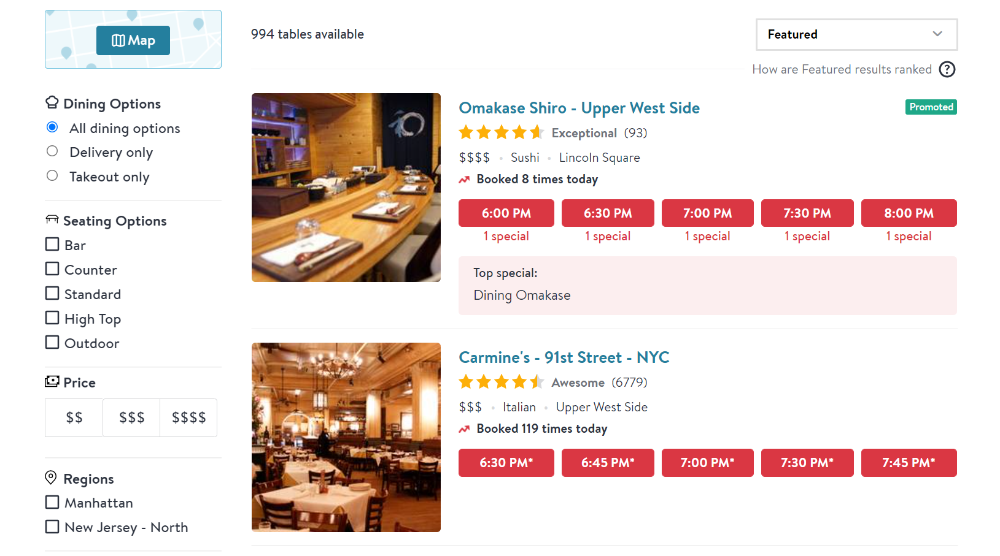 Map
994 tables available
Featured
How are Featured results ranked ?
Dining Options
All dining options
Delivery only
Takeout only
Seating Options
Bar
Counter
Standard
High Top
Outdoor
Price
$$ $$$ $$$$
Regions
Manhattan
New Jersey - North
Omakase Shiro - Upper West Side
Promoted
Exceptional (93)
$$$$ • Sushi • Lincoln Square
Booked 8 times today
6:00 PM 6:30 PM 7:00 PM 7:30 PM 8:00 PM
1 special 1 special 1 special 1 special 1 special
Top special:
Dining Omakase
Carmine's - 91st Street - NYC
Awesome (6779)
$$$ • Italian • Upper West Side
Booked 119 times today
6:30 PM* 6:45 PM* 7:00 PM* 7:30 PM* 7:45 PM*